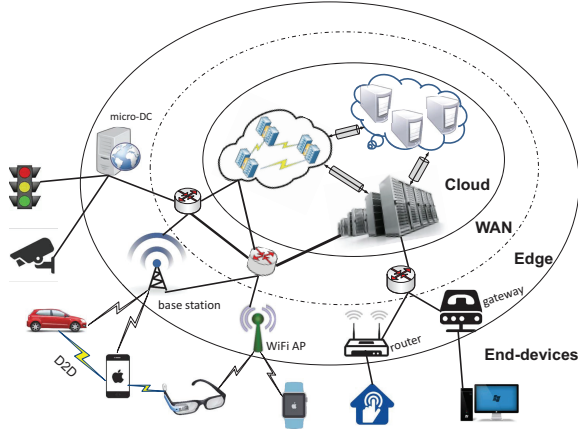 micro-DC
Cloud
WAN
Edge
base station
gateway
WiFi AP
router
D2D
End-devices